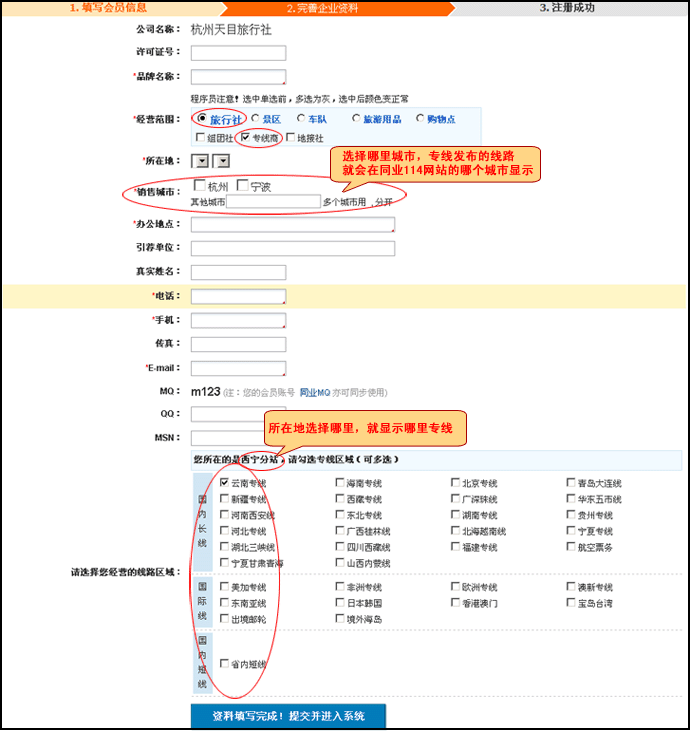 1. 填写会员信息 2. 完善企业资料 3. 注册成功
公司名称： 杭州天目旅行社
许可证号：
*品牌名称：
程序员注意！选中单选前，多选为灰，选中后颜色变正常
*经营范围： 旅行社 景区 车队 旅游用品 购物点
组团社 专线商 地接社
*所在地：
选择哪里城市，专线发布的线路
就会在同业114网站的哪个城市显示
*销售城市： 杭州 宁波
其他城市 多个城市用 ,分开
*办公地点：
引荐单位：
真实姓名：
*电话：
*手机：
传真：
*E-mail：
MQ： m123 (注：您的会员账号 同业MQ 亦可同步使用)
QQ：
所在地选择哪里，就显示哪里专线
MSN：
您所在的是西宁分站，请勾选专线区域（可多选）
请选择您经营的线路区域：
国内长线
云南专线 海南专线 北京专线 青岛大连线
新疆专线 西藏专线 广深珠线 华东五市线
河南西安线 东北专线 湖南专线 贵州专线
河北专线 广西桂林线 北海越南线 宁夏专线
湖北三峡线 四川西藏线 福建专线 航空票务
宁夏甘肃青海 山西内蒙线
国际线
美加专线 非洲专线 欧洲专线 澳新专线
东南亚线 日本韩国 香港澳门 宝岛台湾
出境邮轮 境外海岛
国内短线
省内短线
资料填写完成！提交并进入系统